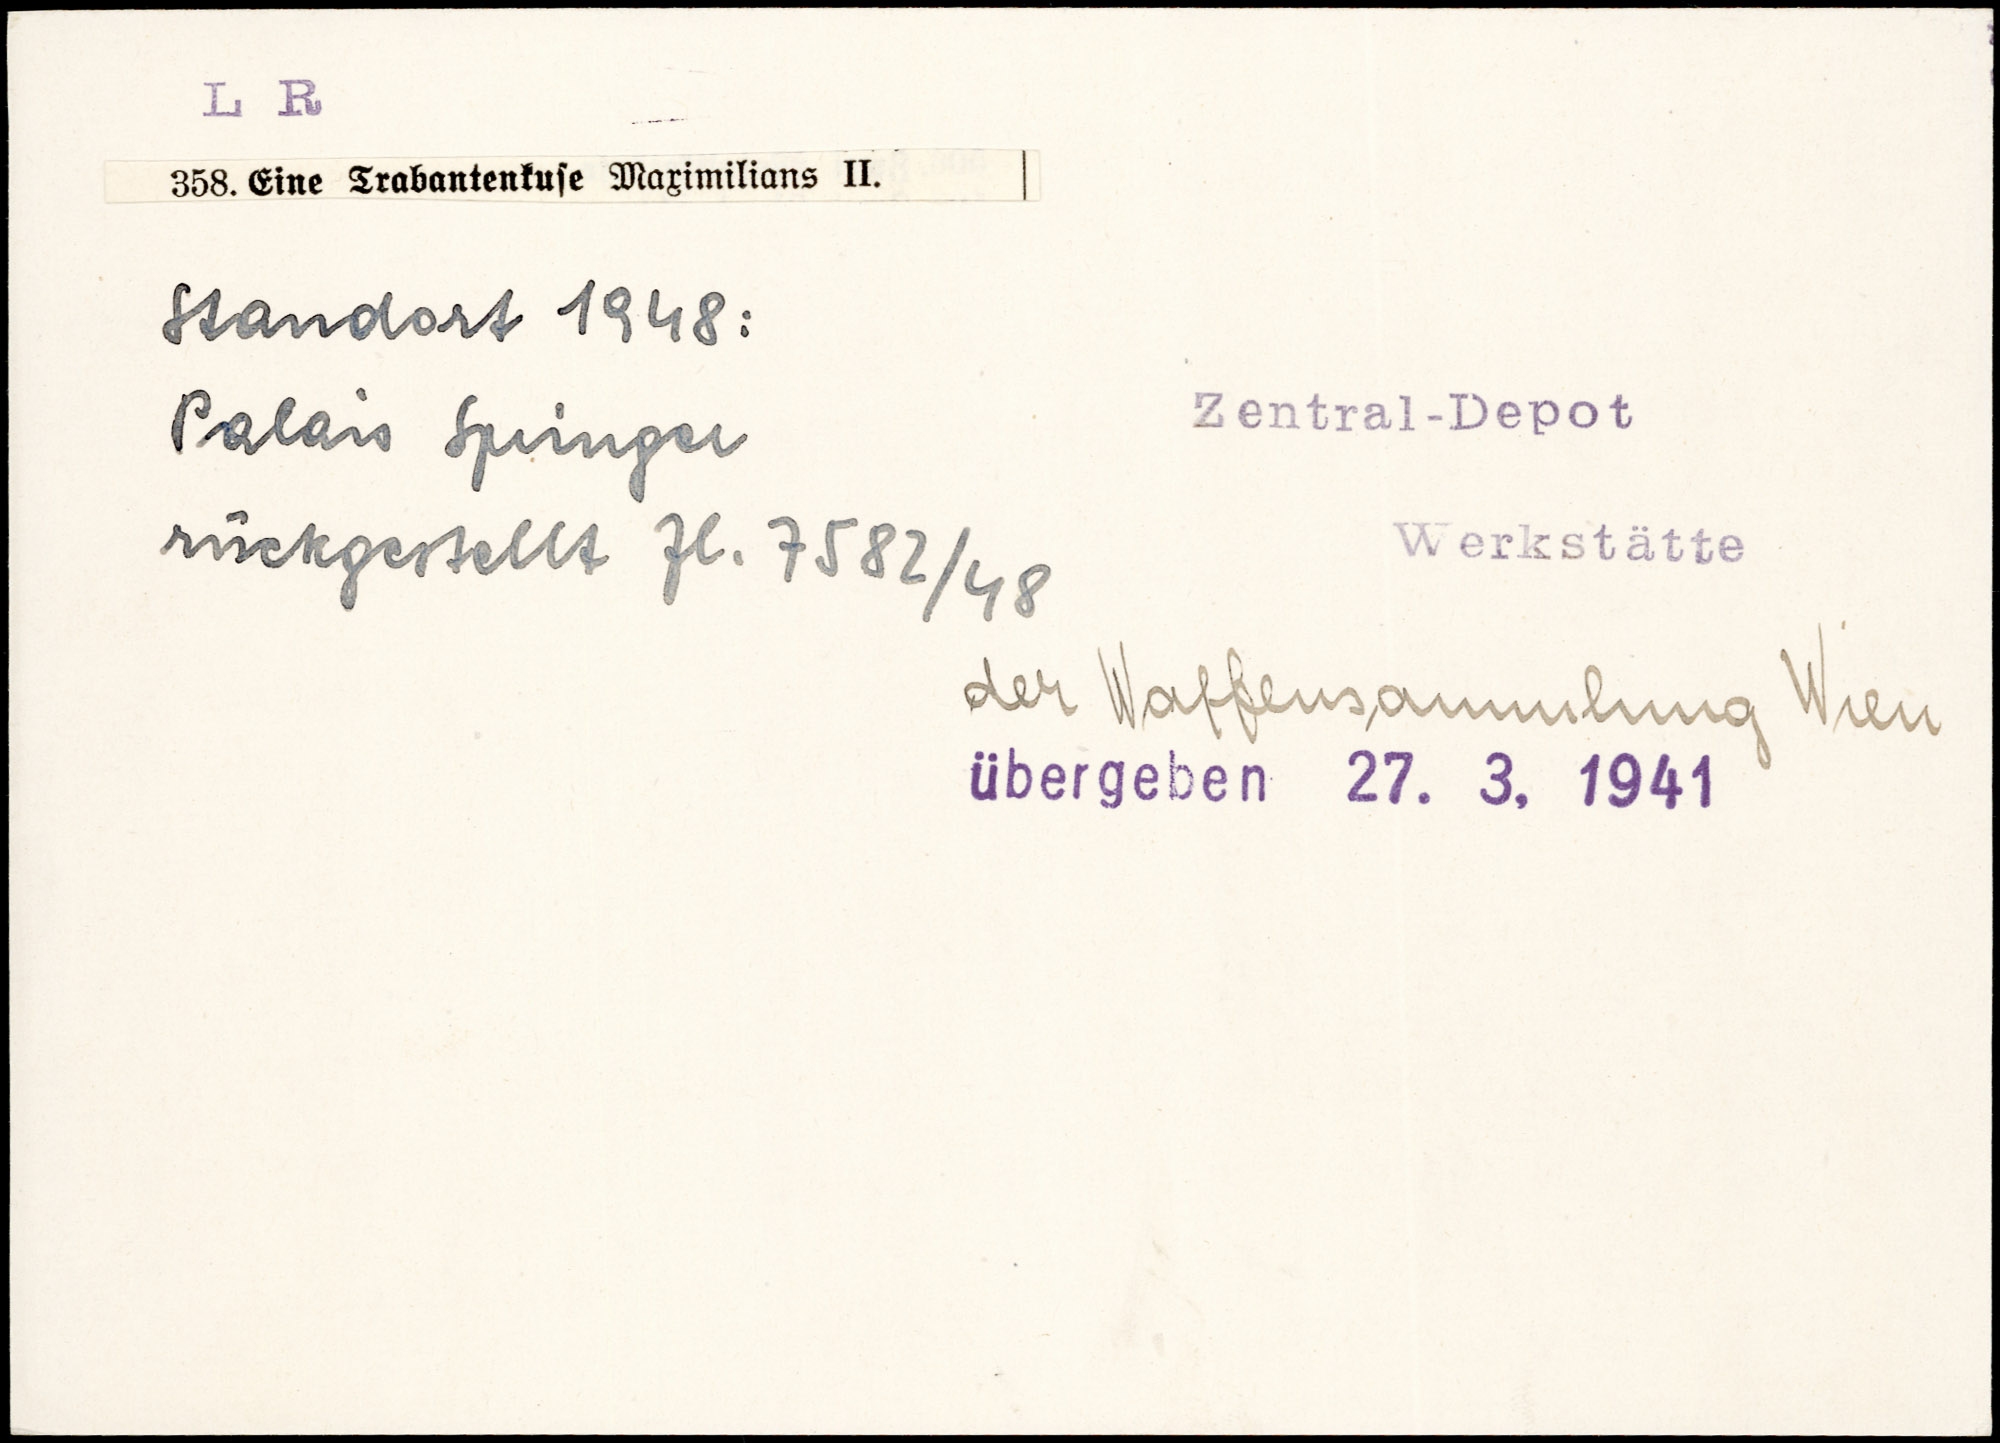 L R
358. Eine Trabantenkuse Maximilians II.
Standort 1948:
Palais Springer
rückgestellt Zl. 7582/48
Zentral-Depot
Werkstätte
der Waffensammlung Wien
übergeben 27. 3. 1941